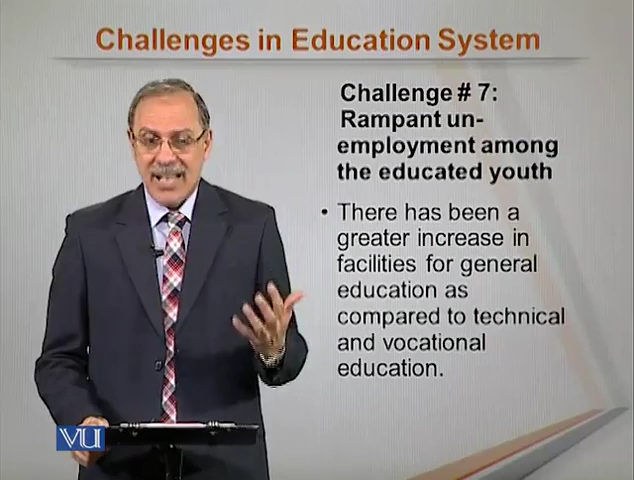 Challenges in Education System
Challenge # 7:
Rampant un-
employment among
the educated youth
• There has been a
greater increase in
facilities for general
education as
compared to technical
and vocational
education.
VU